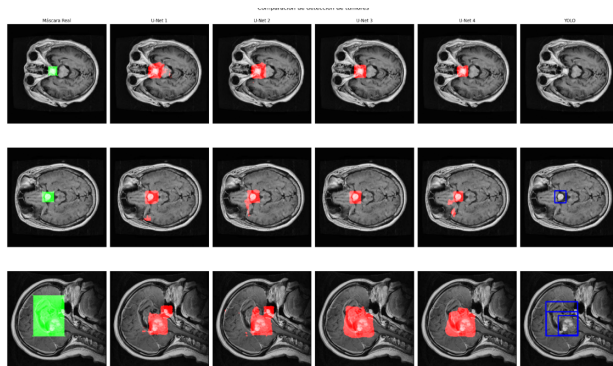 Comparación de detección de tumores
Máscara Real U-Net 1 U-Net 2 U-Net 3 U-Net 4 YOLO